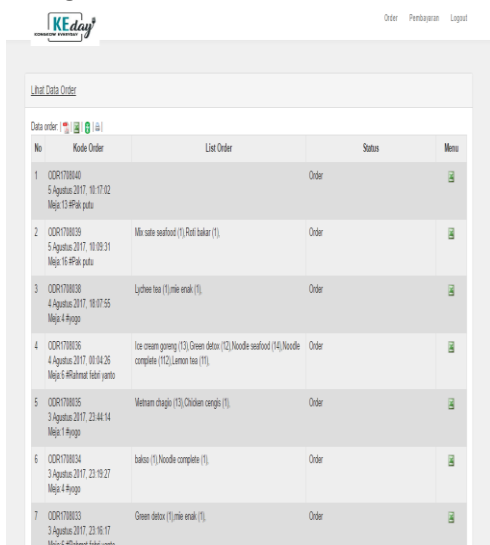 KEday
KONGKOW EVERYDAY
Order Pembayaran Logout
Lihat Data Order
Data order: | | | | |
No Kode Order List Order Status Menu
1 ODR1708040 Order
5 Agustus 2017, 10:17:02
Meja: 13 #Pak putu
2 ODR1708039 Mix sate seafood (1),Roti bakar (1), Order
5 Agustus 2017, 10:09:31
Meja: 16 #Pak putu
3 ODR1708038 Lychee tea (1),mie enak (1), Order
4 Agustus 2017, 18:07:55
Meja: 4 #yogo
4 ODR1708036 Ice cream goreng (13),Green detox (12),Noodle seafood (14),Noodle Order
4 Agustus 2017, 00:04:26 complete (112),Lemon tea (11),
Meja: 6 #Rahmat febri yanto
5 ODR1708035 Vietnam chagio (13),Chicken cengis (1), Order
3 Agustus 2017, 23:44:14
Meja: 1 #yogo
6 ODR1708034 bakso (1),Noodle complete (1), Order
3 Agustus 2017, 23:19:27
Meja: 4 #yogo
7 ODR1708033 Green detox (1),mie enak (1), Order
3 Agustus 2017, 23:16:17
Meja: 6 #Rahmat febri yanto